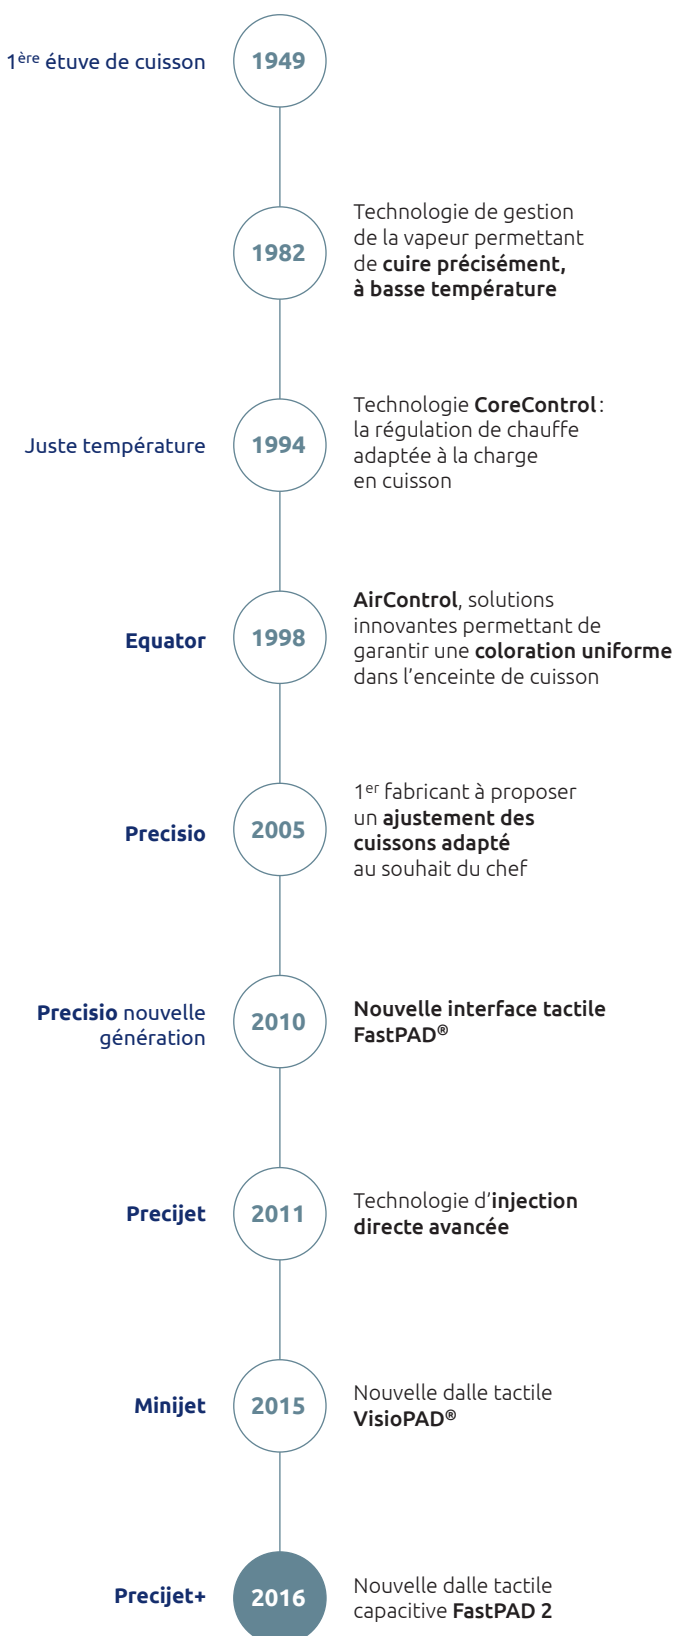 1ère étuve de cuisson
1949
1982
Technologie de gestion
de la vapeur permettant
de cuire précisément,
à basse température
Juste température
1994
Technologie CoreControl :
la régulation de chauffe
adaptée à la charge
en cuisson
Equator
1998
AirControl, solutions
innovantes permettant de
garantir une coloration uniforme
dans l’enceinte de cuisson
Precisio
2005
1er fabricant à proposer
un ajustement des
cuissons adapté
au souhait du chef
Precisio nouvelle
génération
2010
Nouvelle interface tactile
FastPAD®
Precijet
2011
Technologie d’injection
directe avancée
Minijet
2015
Nouvelle dalle tactile
VisioPAD®
Precijet+
2016
Nouvelle dalle tactile
capacitive FastPAD 2